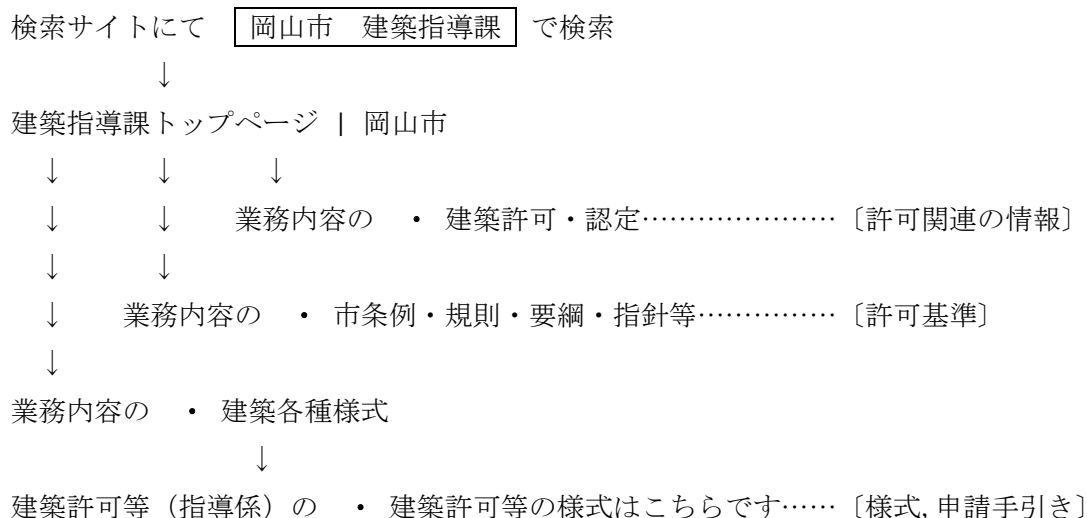 検索サイトにて 岡山市 建築指導課 で検索
↓
建築指導課トップページ | 岡山市
↓ ↓ ↓
↓ ↓ 業務内容の ・ 建築許可・認定…………………〔許可関連の情報〕
↓ ↓
↓ 業務内容の ・ 市条例・規則・要綱・指針等……………〔許可基準〕
↓
業務内容の ・ 建築各種様式
↓
建築許可等（指導係）の ・ 建築許可等の様式はこちらです……〔様式,申請手引き〕